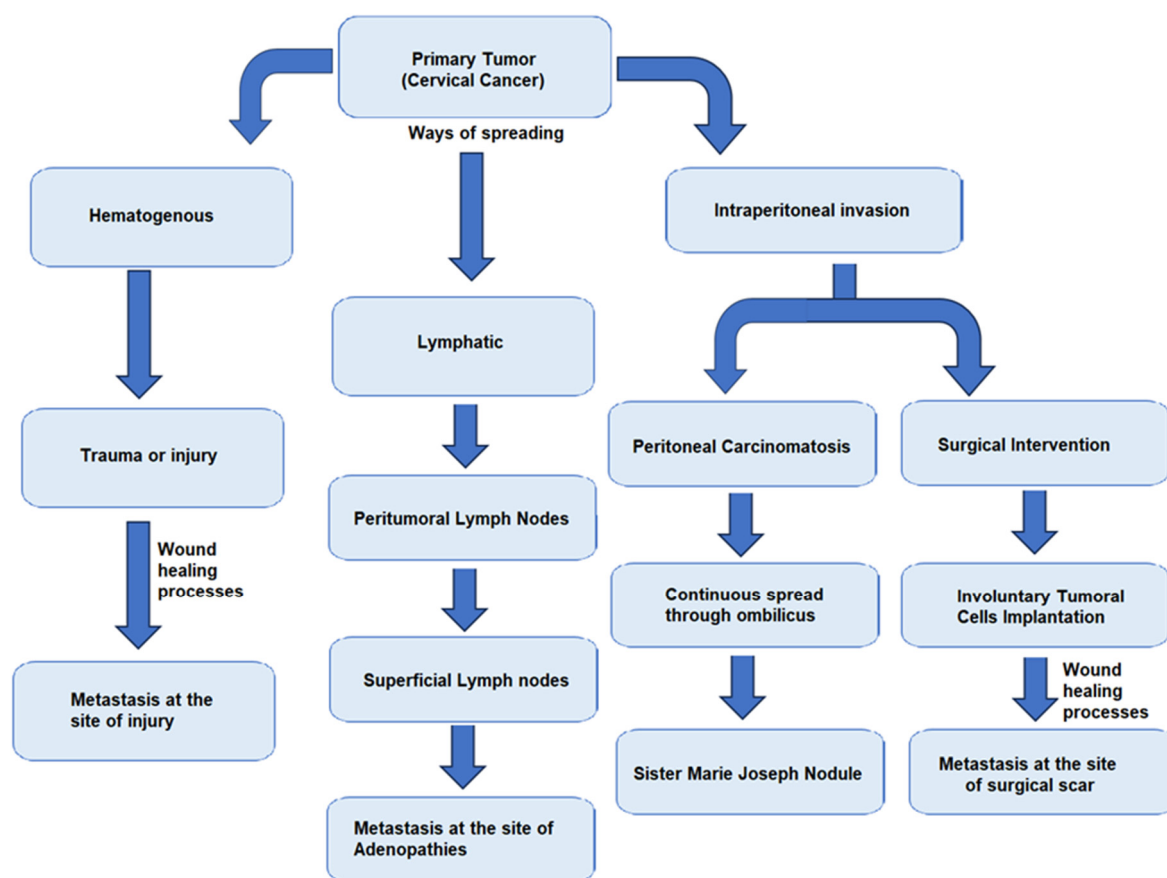 Primary Tumor
(Cervical Cancer)
Ways of spreading
Hematogenous
Intraperitoneal invasion
Lymphatic
Trauma or injury
Peritoneal Carcinomatosis
Surgical Intervention
Peritumoral Lymph Nodes
Wound
healing
processes
Continuous spread
through ombilicus
Involuntary Tumoral
Cells Implantation
Superficial Lymph nodes
Wound
healing
processes
Metastasis at the
site of injury
Sister Marie Joseph Nodule
Metastasis at the site
of surgical scar
Metastasis at the site of
Adenopathies